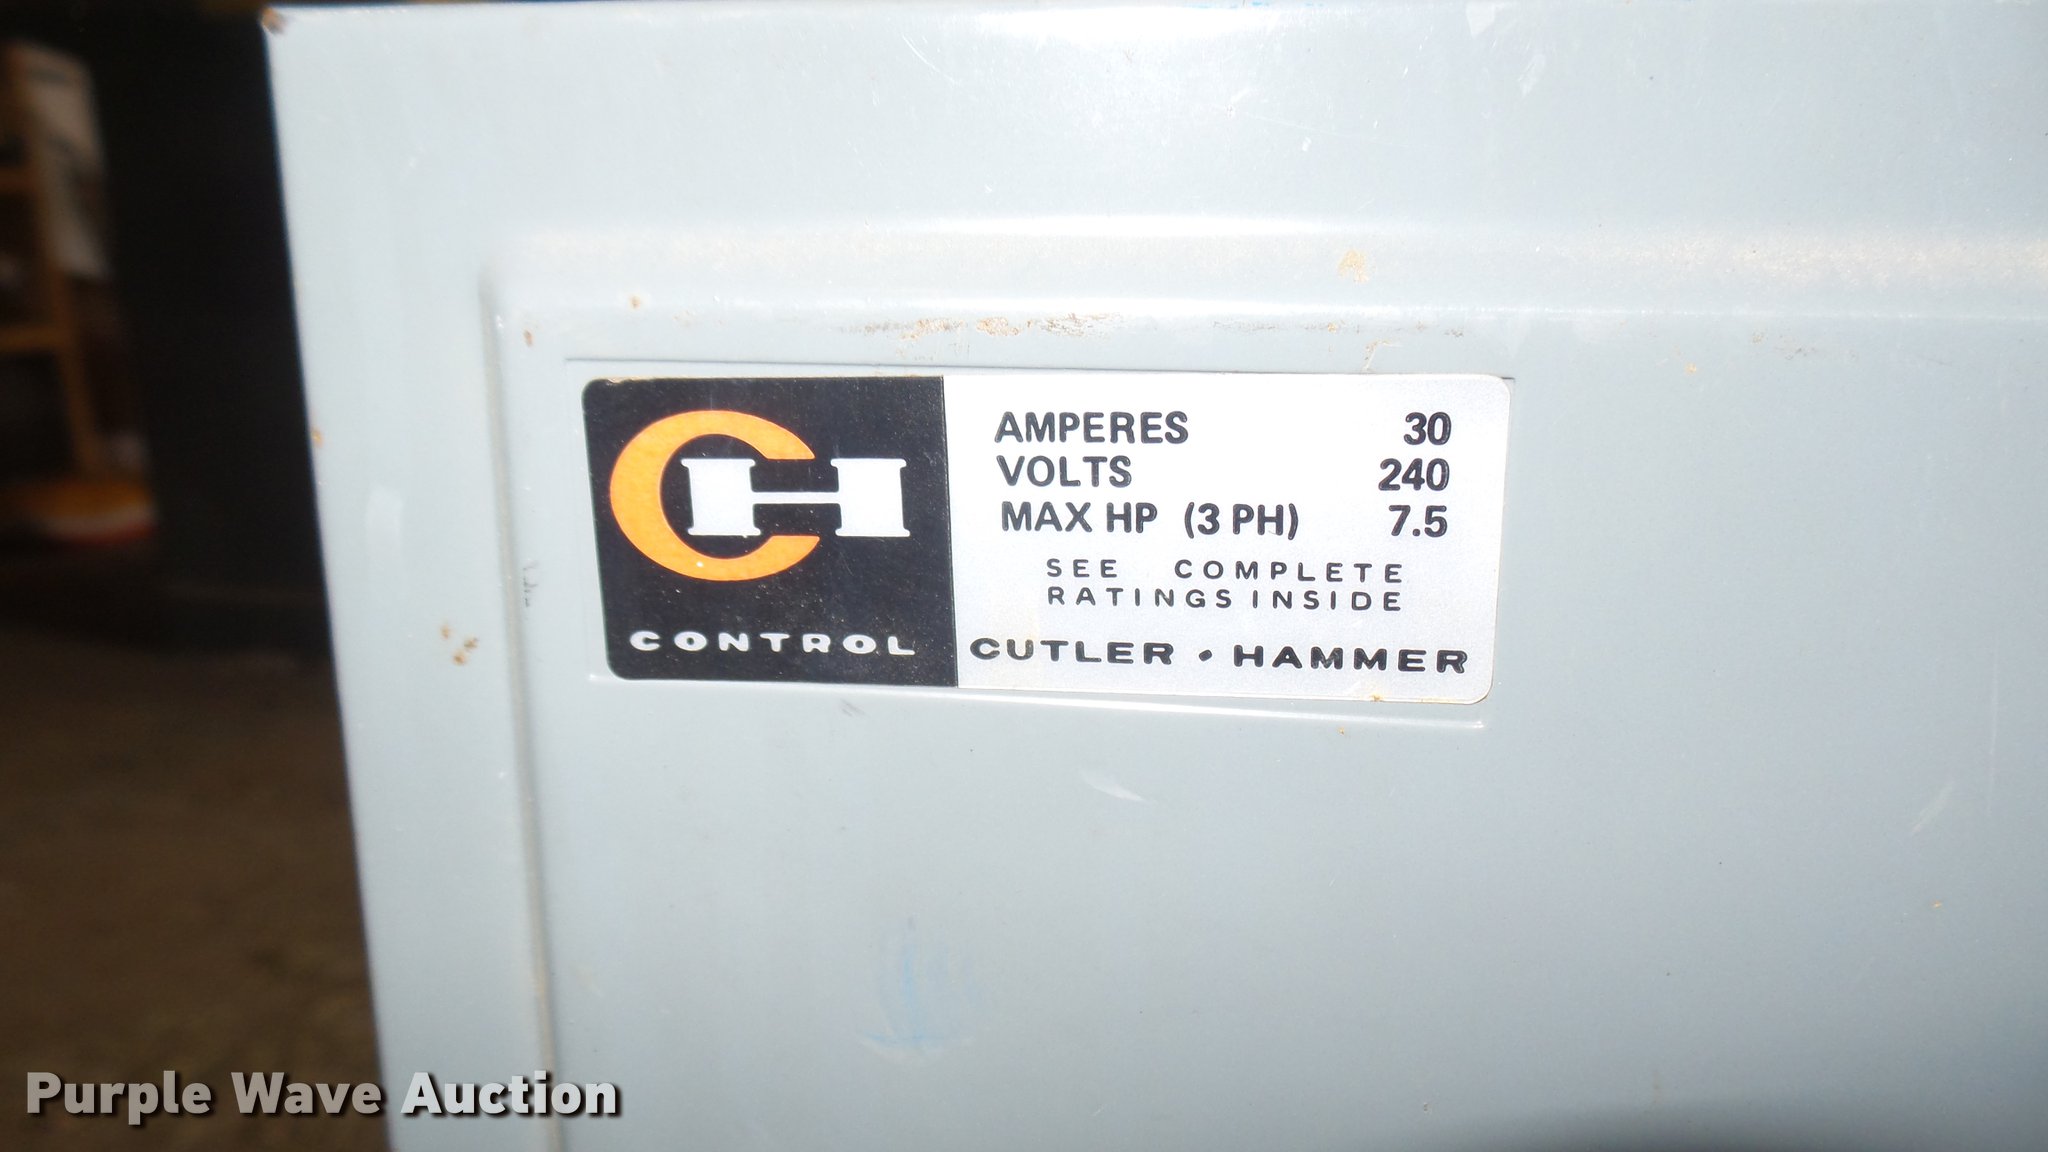 CH
CONTROL
AMPERES 30
VOLTS 240
MAX HP (3 PH) 7.5
SEE COMPLETE
RATINGS INSIDE
CUTLER • HAMMER
Purple Wave Auction